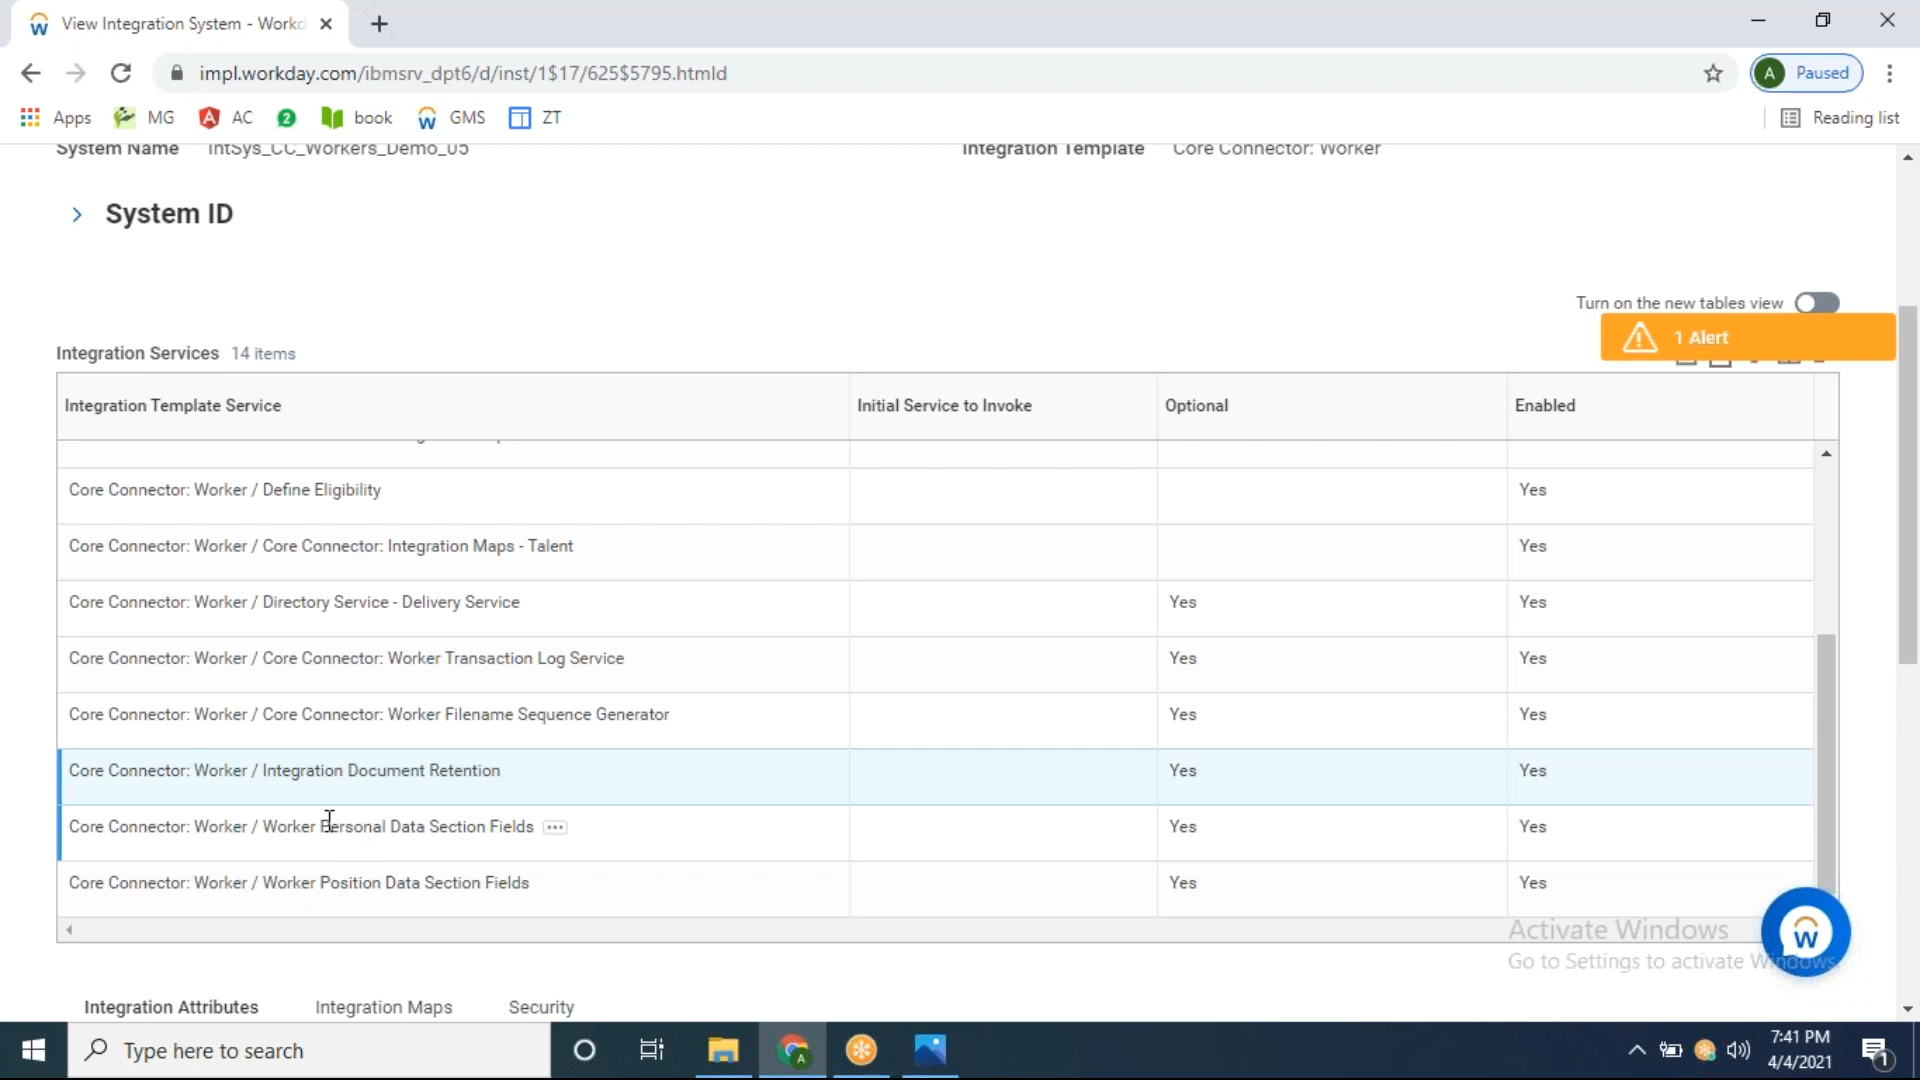 View Integration System - Workd
impl.workday.com/ibmsrv_dpt6/d/inst/1$17/625$5795.htmld
A Paused
Apps MG AC 2 book GMS ZT Reading list
System Name IntSys_CC_Workers_Demo_05 Integration Template Core Connector: Worker
System ID
Turn on the new tables view
1 Alert
Integration Services 14 items
Integration Template Service Initial Service to Invoke Optional Enabled
Core Connector: Worker / Define Eligibility Yes
Core Connector: Worker / Core Connector: Integration Maps - Talent Yes
Core Connector: Worker / Directory Service - Delivery Service Yes Yes
Core Connector: Worker / Core Connector: Worker Transaction Log Service Yes Yes
Core Connector: Worker / Core Connector: Worker Filename Sequence Generator Yes Yes
Core Connector: Worker / Integration Document Retention Yes Yes
Core Connector: Worker / Worker Personal Data Section Fields Yes Yes
Core Connector: Worker / Worker Position Data Section Fields Yes Yes
Activate Windows
Go to Settings to activate Windows.
Integration Attributes Integration Maps Security
Type here to search
A
7:41 PM
4/4/2021
1